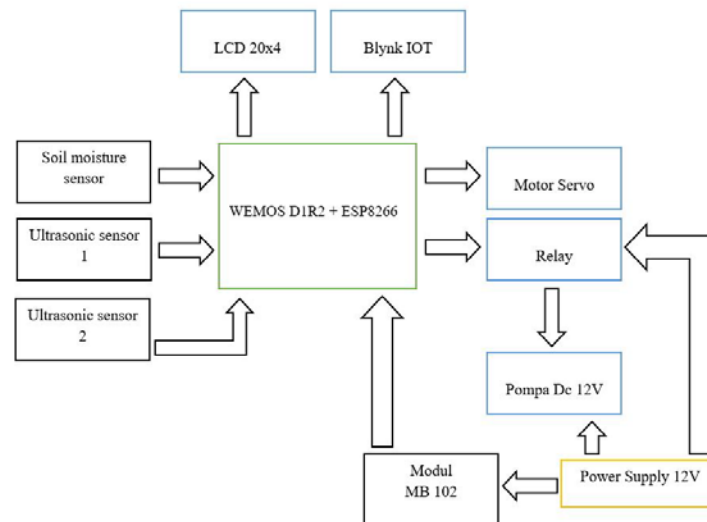 LCD 20x4
Blynk IOT
Soil moisture
sensor
WEMOS D1R2 + ESP8266
Motor Servo
Ultrasonic sensor
1
Relay
Ultrasonic sensor
2
Pompa Dc 12V
Modul
MB 102
Power Supply 12V